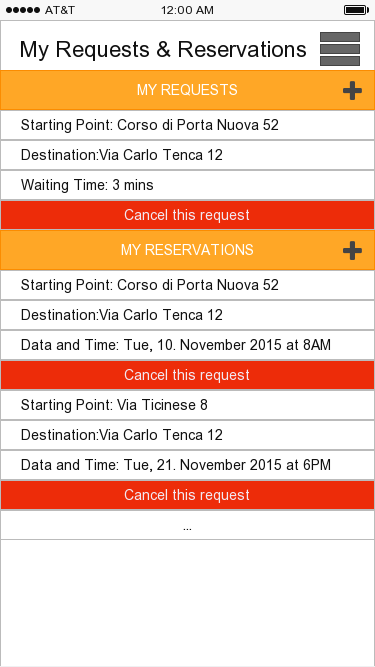 AT&T 12:00 AM
My Requests & Reservations
MY REQUESTS
Starting Point: Corso di Porta Nuova 52
Destination:Via Carlo Tenca 12
Waiting Time: 3 mins
Cancel this request
MY RESERVATIONS
Starting Point: Corso di Porta Nuova 52
Destination:Via Carlo Tenca 12
Data and Time: Tue, 10. November 2015 at 8AM
Cancel this request
Starting Point: Via Ticinese 8
Destination:Via Carlo Tenca 12
Data and Time: Tue, 21. November 2015 at 6PM
Cancel this request
...